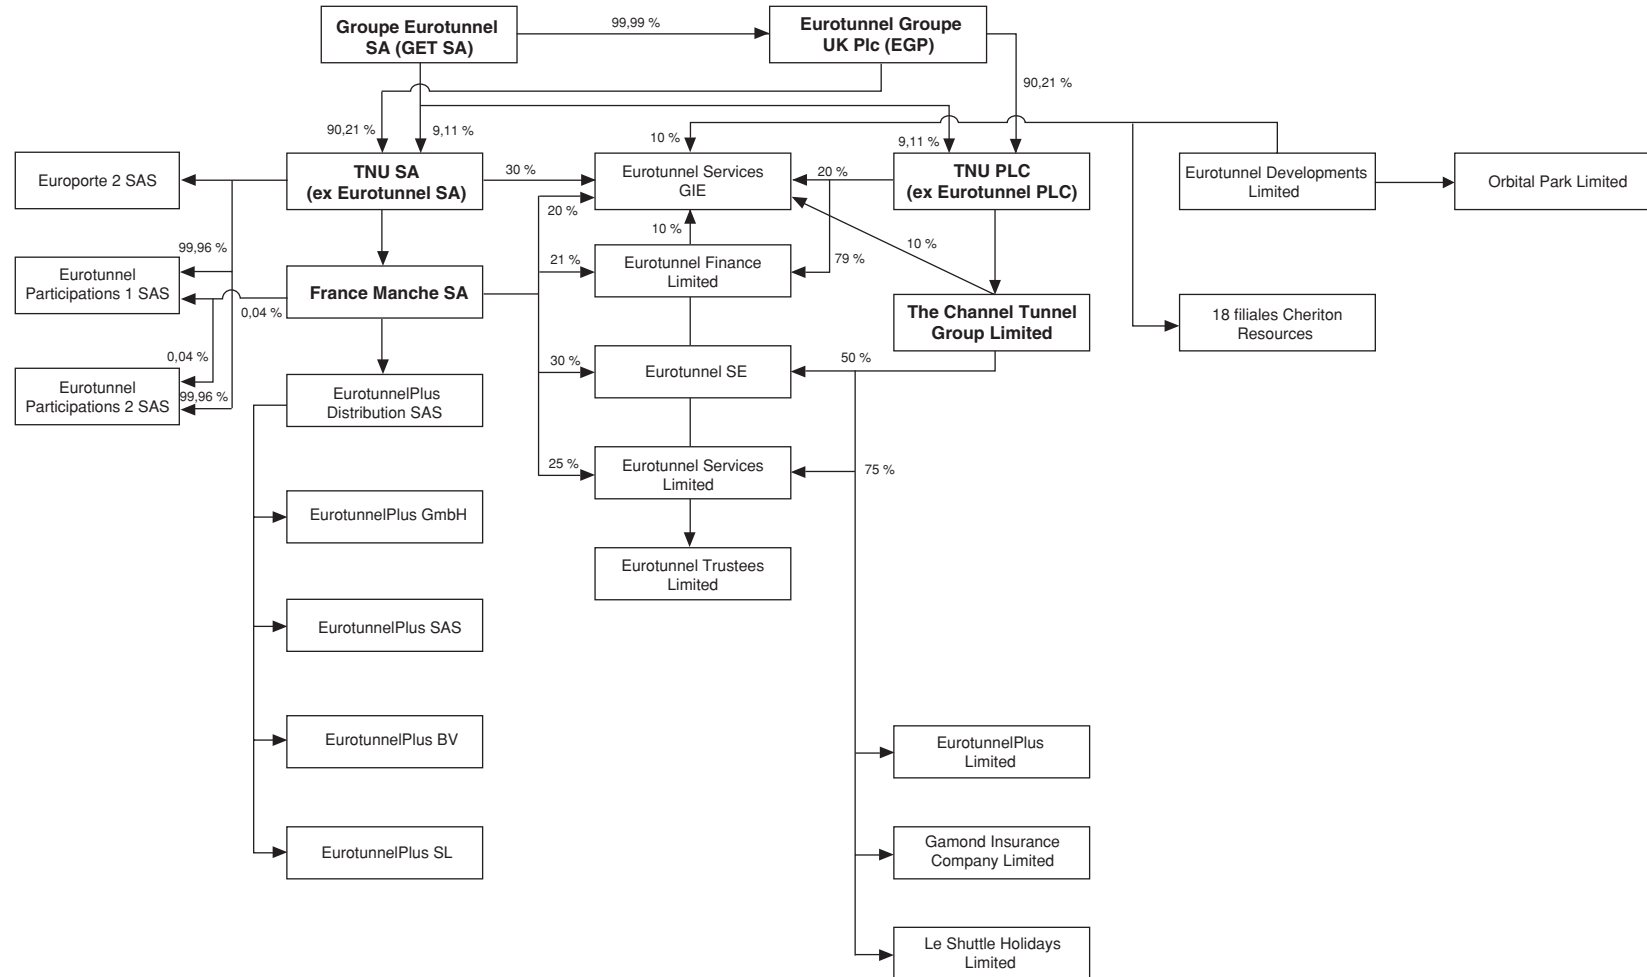 Groupe Eurotunnel
SA (GET SA)
99,99 %
Eurotunnel Groupe
UK Plc (EGP)
90,21 %
90,21 %
9,11 %
10 %
9,11 %
Europorte 2 SAS
TNU SA
(ex Eurotunnel SA)
30 %
20 %
Eurotunnel Services
GIE
20 %
TNU PLC
(ex Eurotunnel PLC)
Eurotunnel Developments
Limited
Orbital Park Limited
10 %
10 %
99,96 %
Eurotunnel
Participations 1 SAS
0,04 %
France Manche SA
21 %
Eurotunnel Finance
Limited
79 %
The Channel Tunnel
Group Limited
18 filiales Cheriton
Resources
0,04 %
Eurotunnel
Participations 2 SAS
99,96 %
EurotunnelPlus
Distribution SAS
30 %
Eurotunnel SE
50 %
25 %
Eurotunnel Services
Limited
75 %
EurotunnelPlus GmbH
Eurotunnel Trustees
Limited
EurotunnelPlus SAS
EurotunnelPlus BV
EurotunnelPlus
Limited
EurotunnelPlus SL
Gamond Insurance
Company Limited
Le Shuttle Holidays
Limited